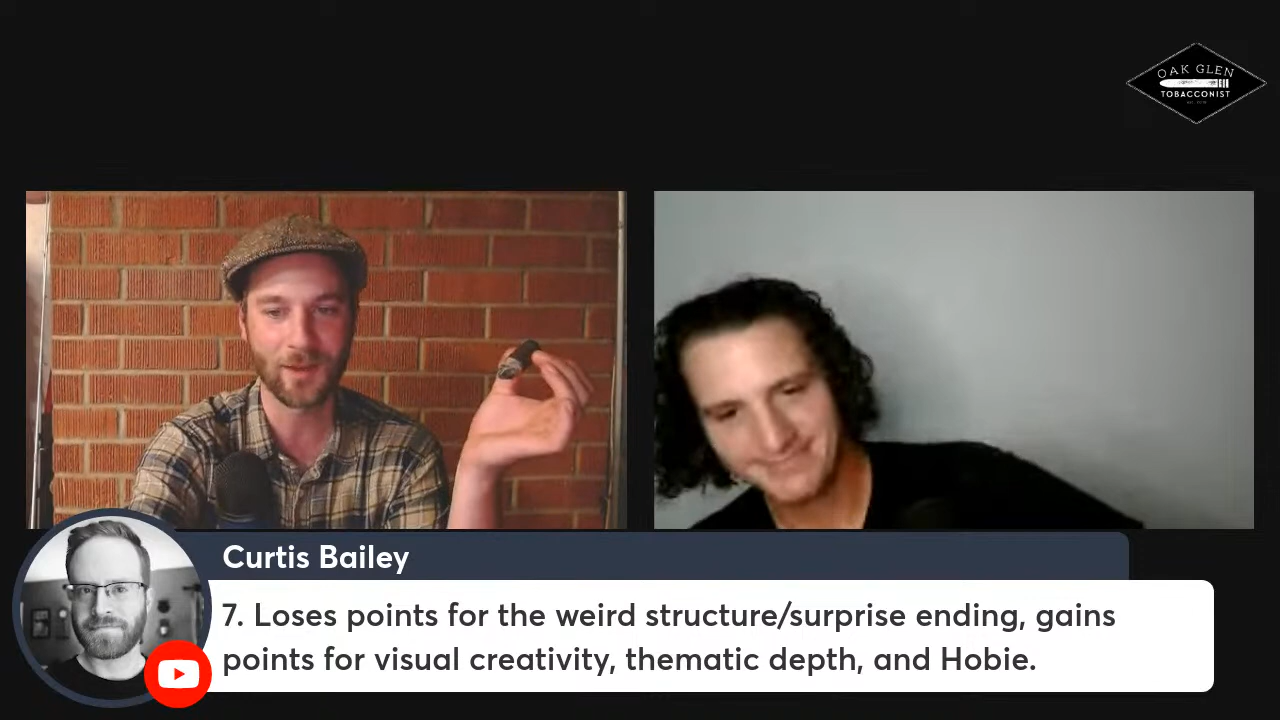 OAK GLEN
TOBACCONIST
Curtis Bailey
7. Loses points for the weird structure/surprise ending, gains
points for visual creativity, thematic depth, and Hobie.